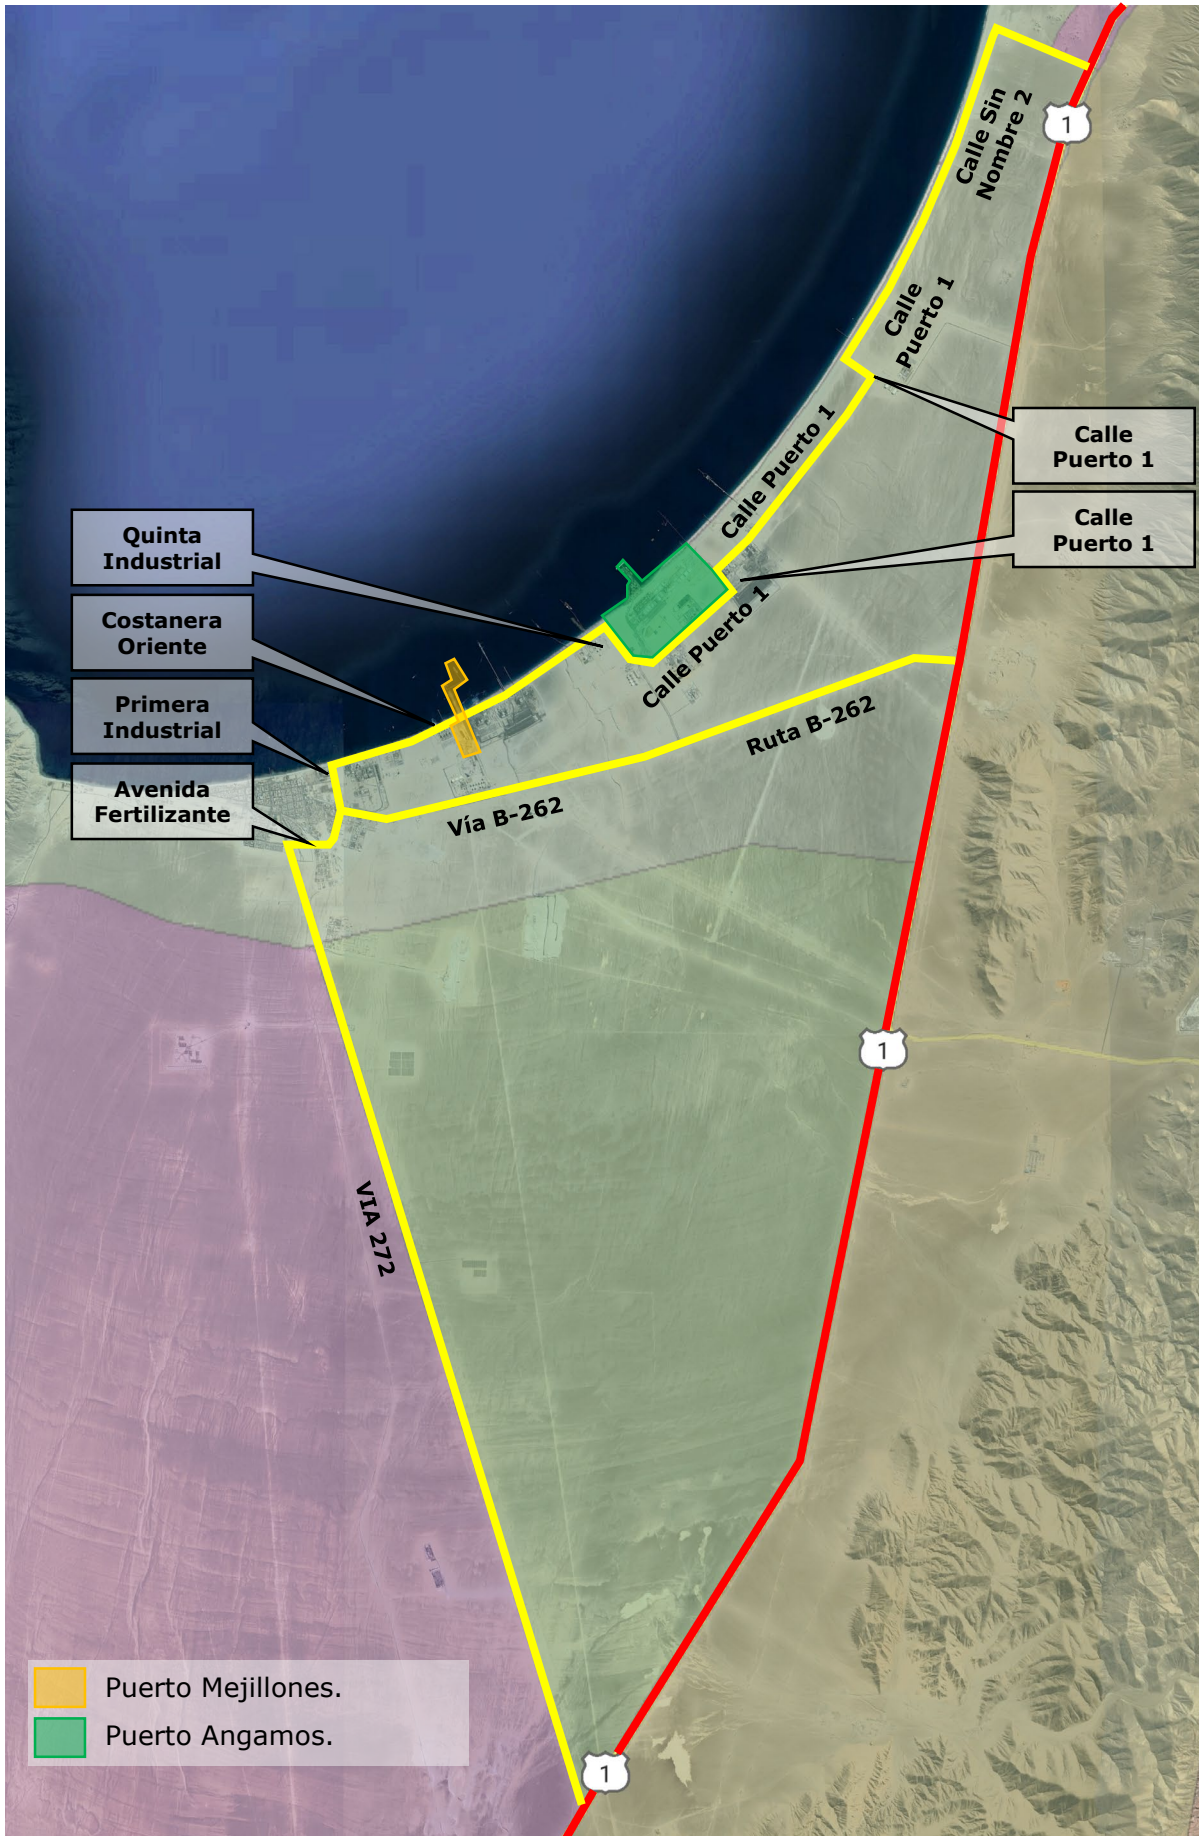 Calle Sin
Nombre 2
1
Calle
Puerto 1
Calle Puerto 1
Calle
Puerto 1
Calle
Puerto 1
Quinta
Industrial
Costanera
Oriente
Primera
Industrial
Avenida
Fertilizante
Calle Puerto 1
Ruta B-262
Vía B-262
1
VIA 272
1
Puerto Mejillones.
Puerto Angamos.